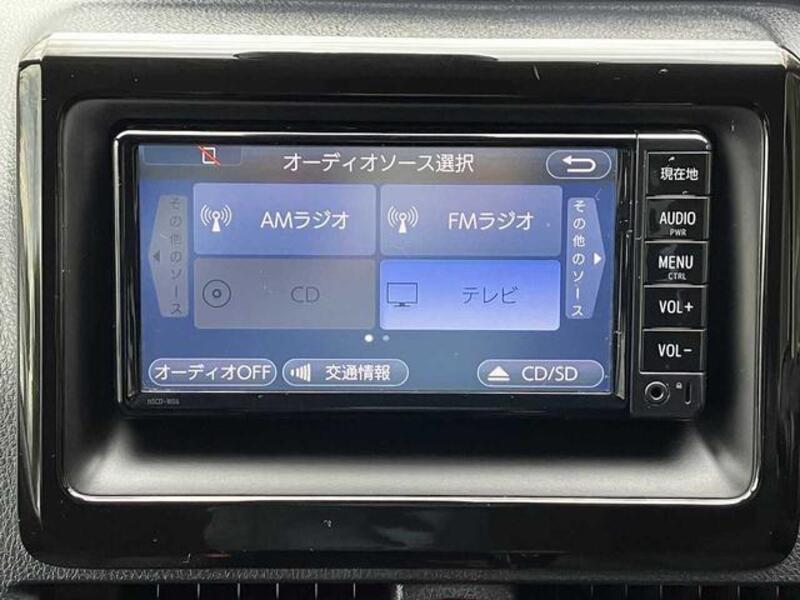 オーディオソース選択
その他のソース
AMラジオ
FMラジオ
その他のソース
CD
テレビ
オーディオOFF
交通情報
CD/SD
現在地
AUDIO
PWR
MENU
CTRL
VOL+
VOL-
NSCD-W66